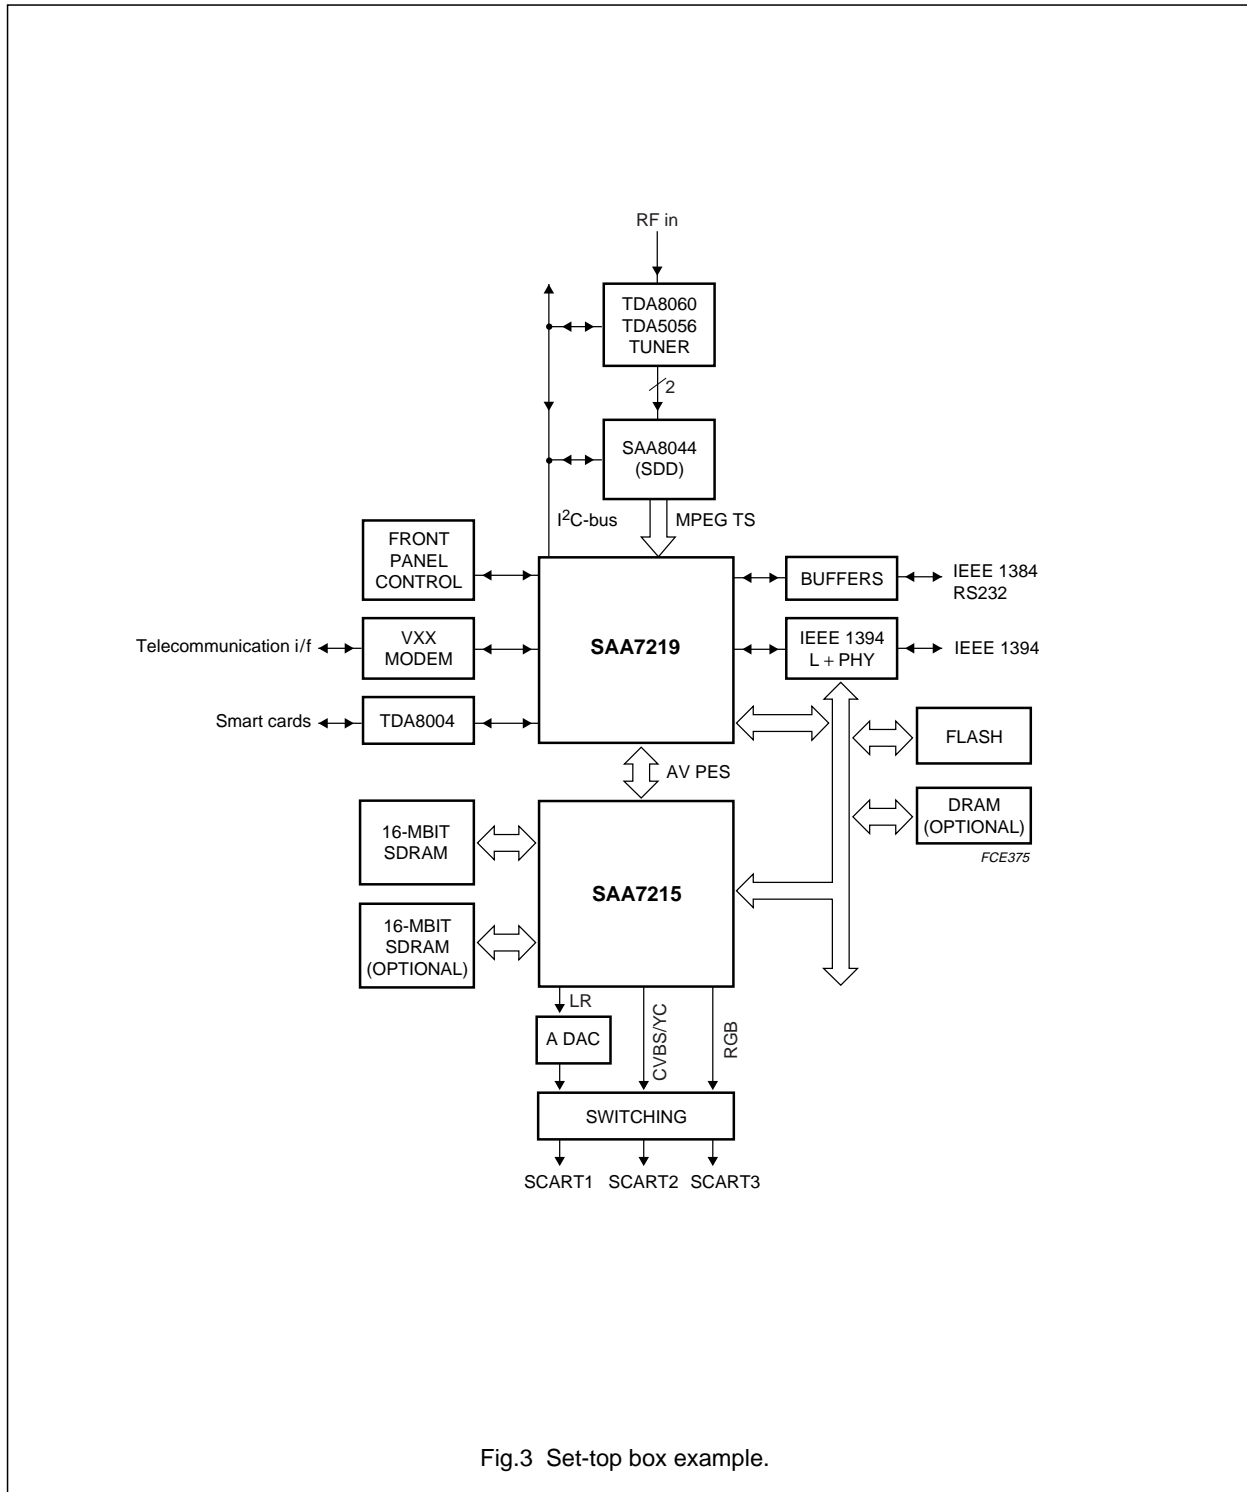 RF in
TDA8060
TDA5056
TUNER
2
SAA8044
(SDD)
I²C-bus
MPEG TS
FRONT
PANEL
CONTROL
BUFFERS
IEEE 1384
RS232
Telecommunication i/f
VXX
MODEM
SAA7219
IEEE 1394
L + PHY
IEEE 1394
Smart cards
TDA8004
FLASH
AV PES
16-MBIT
SDRAM
DRAM
(OPTIONAL)
FCE375
SAA7215
16-MBIT
SDRAM
(OPTIONAL)
LR
A DAC
CVBS/YC
RGB
SWITCHING
SCART1 SCART2 SCART3
Fig.3 Set-top box example.